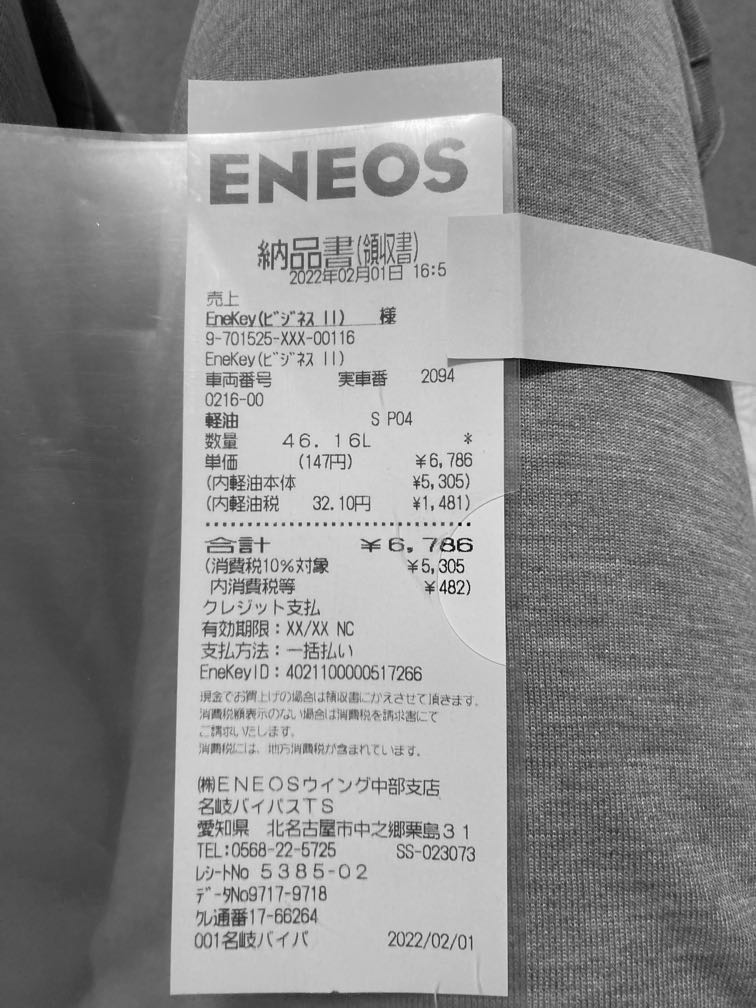 ENEOS
納品書(領収書)
2022年02月01日 16:5
売上
EneKey(ビジネス II) 様
9-701525-XXX-00116
EneKey(ビジネス II)
車両番号 実車番 2094
0216-00
軽油 S P04
数量 46.16L *
単価 (147円) ¥6,786
(内軽油本体 ¥5,305)
(内軽油税 32.10円 ¥1,481)
合計 ¥6,786
(消費税10%対象 ¥5,305
内消費税等 ¥482)
クレジット支払
有効期限:XX/XX NC
支払方法:一括払い
EneKeyID:4021100000517266
現金でお買上げの場合は領収書にかえさせて頂きます。
消費税額表示のない場合は消費税を請求書にて
ご請求いたします。
消費税には、地方消費税が含まれています。
㈱ENEOSウイング中部支店
名岐バイパスTS
愛知県 北名古屋市中之郷栗島31
TEL:0568-22-5725 SS-023073
レシートNo 5385-02
データNo9717-9718
クレ通番17-66264
001名岐バイパ 2022/02/01